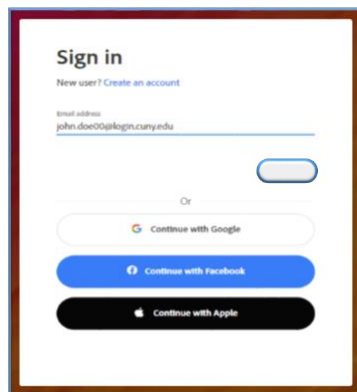 Sign in
New user? Create an account
Email address
john.doe00@login.cuny.edu
Or
Continue with Google
Continue with Facebook
Continue with Apple